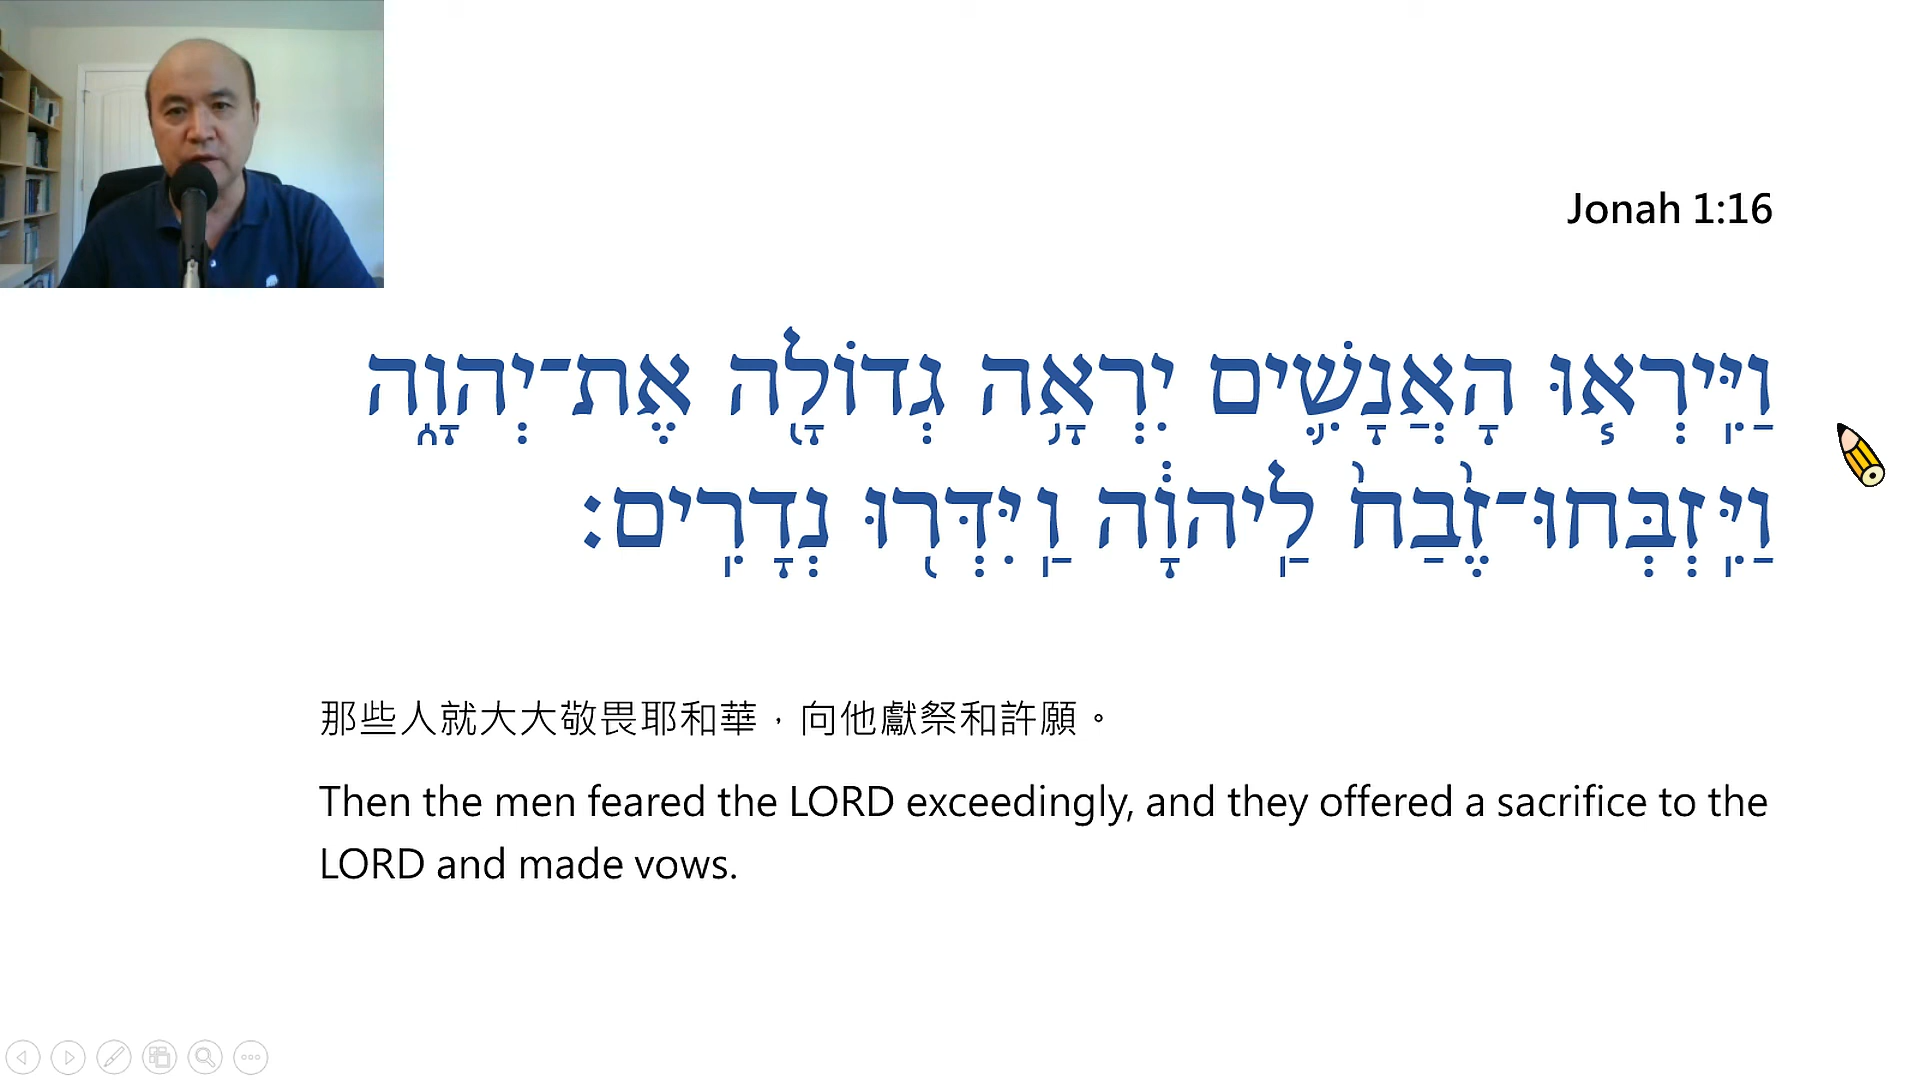 Jonah 1:16
וַיִּֽירְא֧וּ הָאֲנָשִׁ֛ים יִרְאָ֥ה גְדוֹלָ֖ה אֶת־יְהוָ֑ה
וַיִּֽזְבְּחוּ־זֶ֙בַח֙ לַֽיהוָ֔ה וַֽיִּדְּר֖וּ נְדָרִֽים׃
那些人就大大敬畏耶和華，向他獻祭和許願。
Then the men feared the LORD exceedingly, and they offered a sacrifice to the
LORD and made vows.